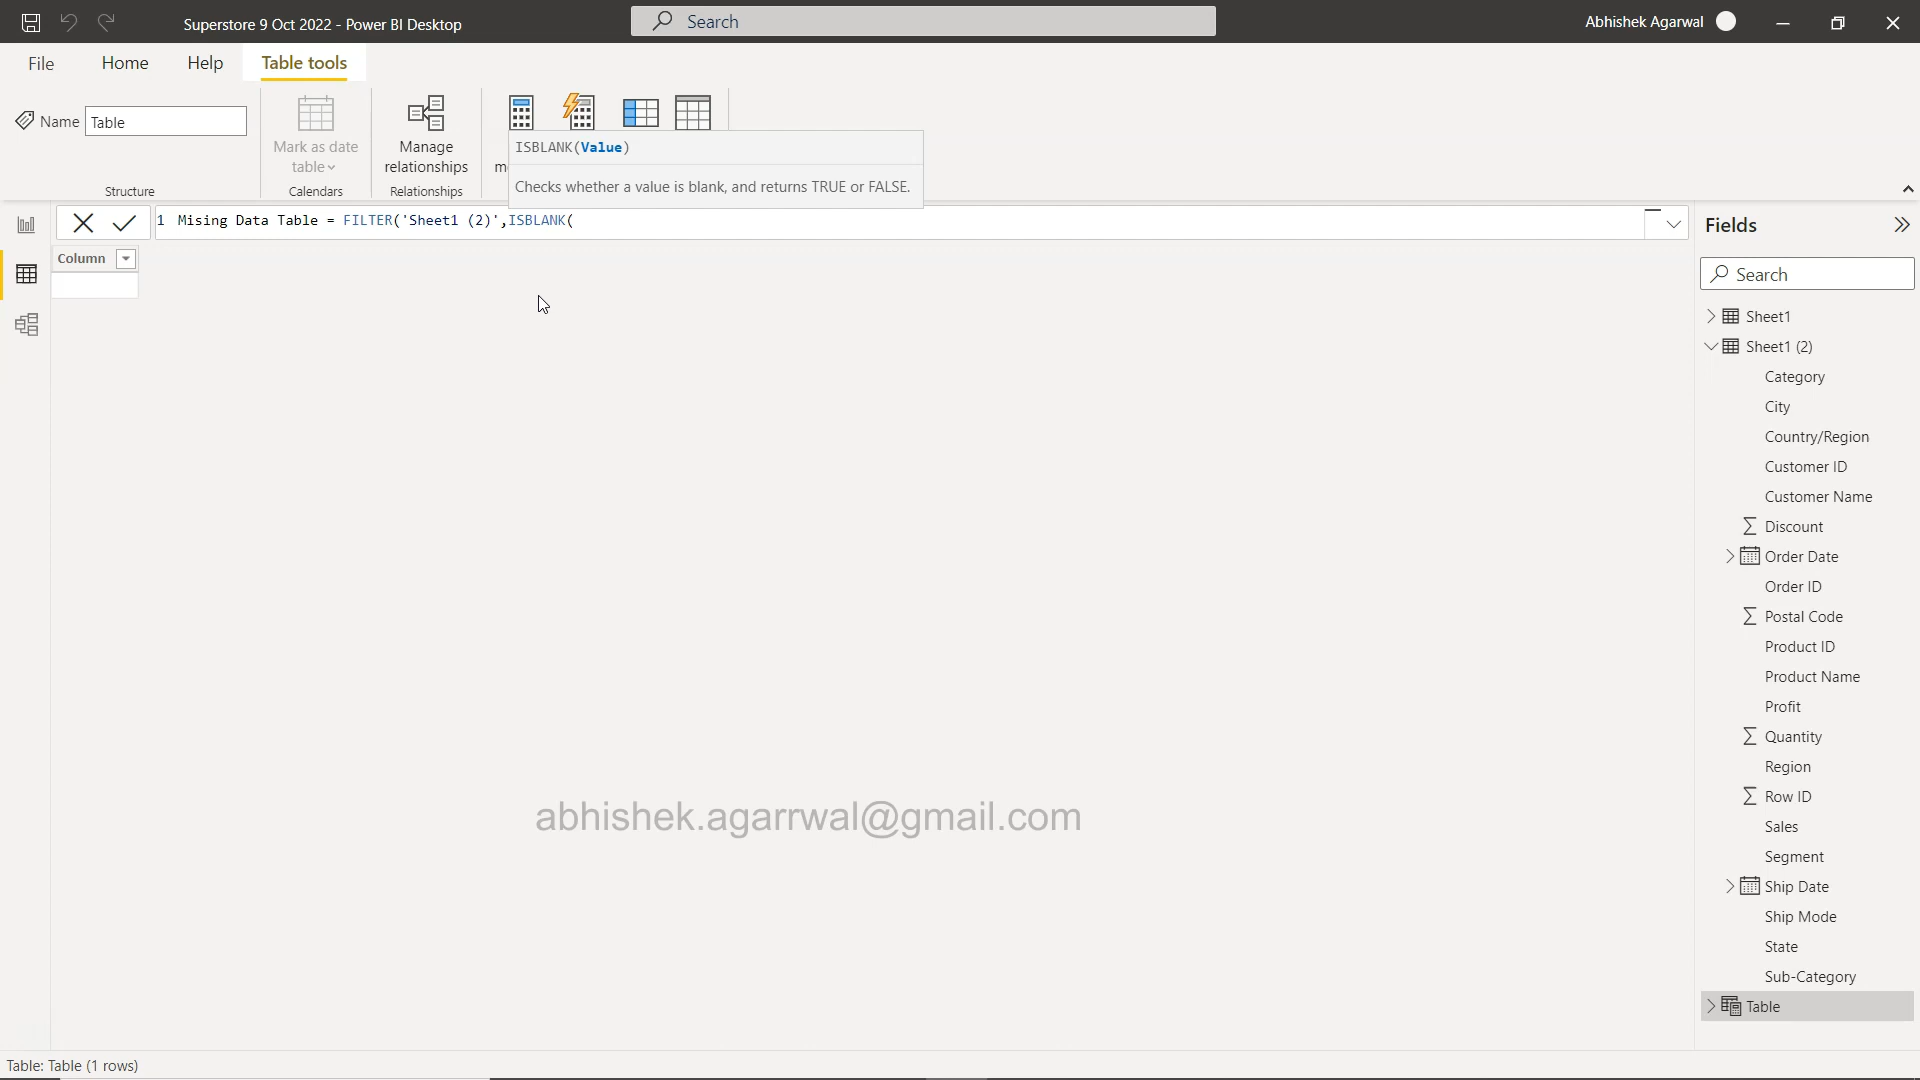 Superstore 9 Oct 2022 - Power BI Desktop
Search
Abhishek Agarwal
File
Home
Help
Table tools
Name
Table
Mark as date
table
Manage
relationships
Structure
Calendars
Relationships
ISBLANK(Value)
Checks whether a value is blank, and returns TRUE or FALSE.
1 Mising Data Table = FILTER('Sheet1 (2)',ISBLANK(
Column
Fields
Search
Sheet1
Sheet1 (2)
Category
City
Country/Region
Customer ID
Customer Name
Discount
Order Date
Order ID
Postal Code
Product ID
Product Name
Profit
Quantity
Region
Row ID
Sales
Segment
Ship Date
Ship Mode
State
Sub-Category
Table
abhishek.agarrwal@gmail.com
Table: Table (1 rows)